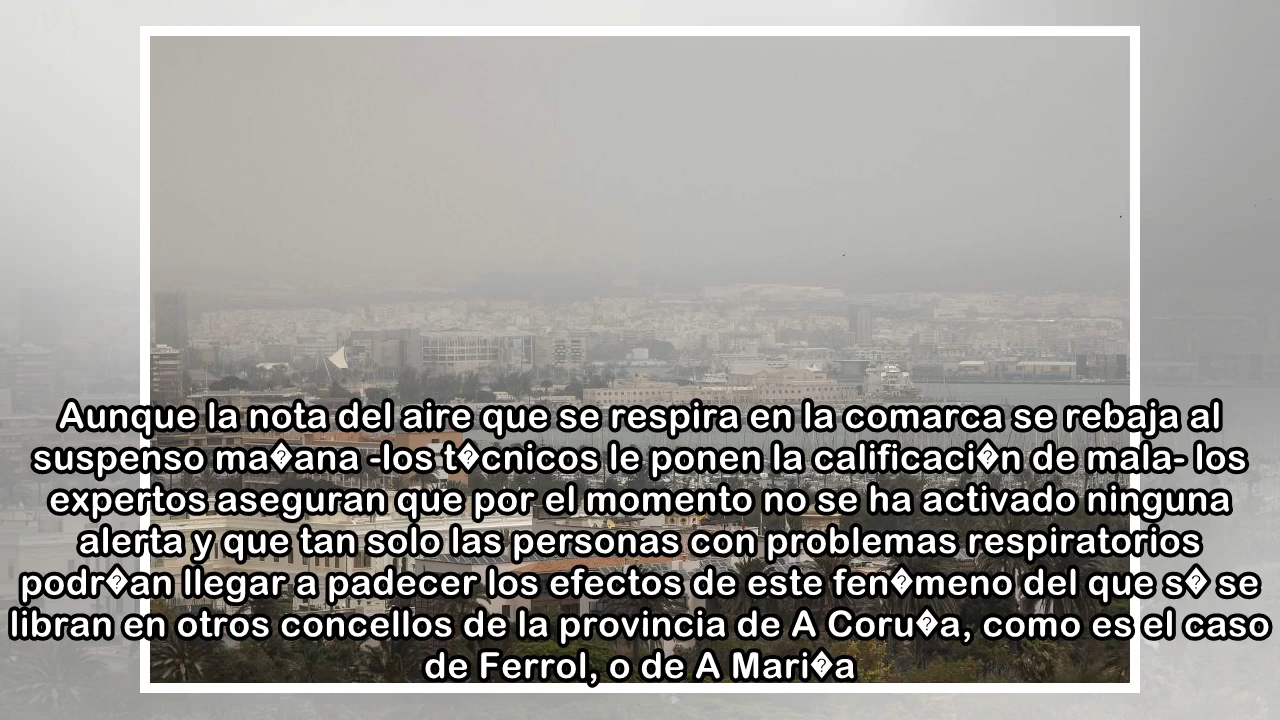 Aunque la nota del aire que se respira en la comarca se rebaja al
suspenso ma�ana -los t�cnicos le ponen la calificaci�n de mala- los
expertos aseguran que por el momento no se ha activado ninguna
alerta y que tan solo las personas con problemas respiratorios
podr�an llegar a padecer los efectos de este fen�meno del que s� se
libran en otros concellos de la provincia de A Coru�a, como es el caso
de Ferrol, o de A Mari�a